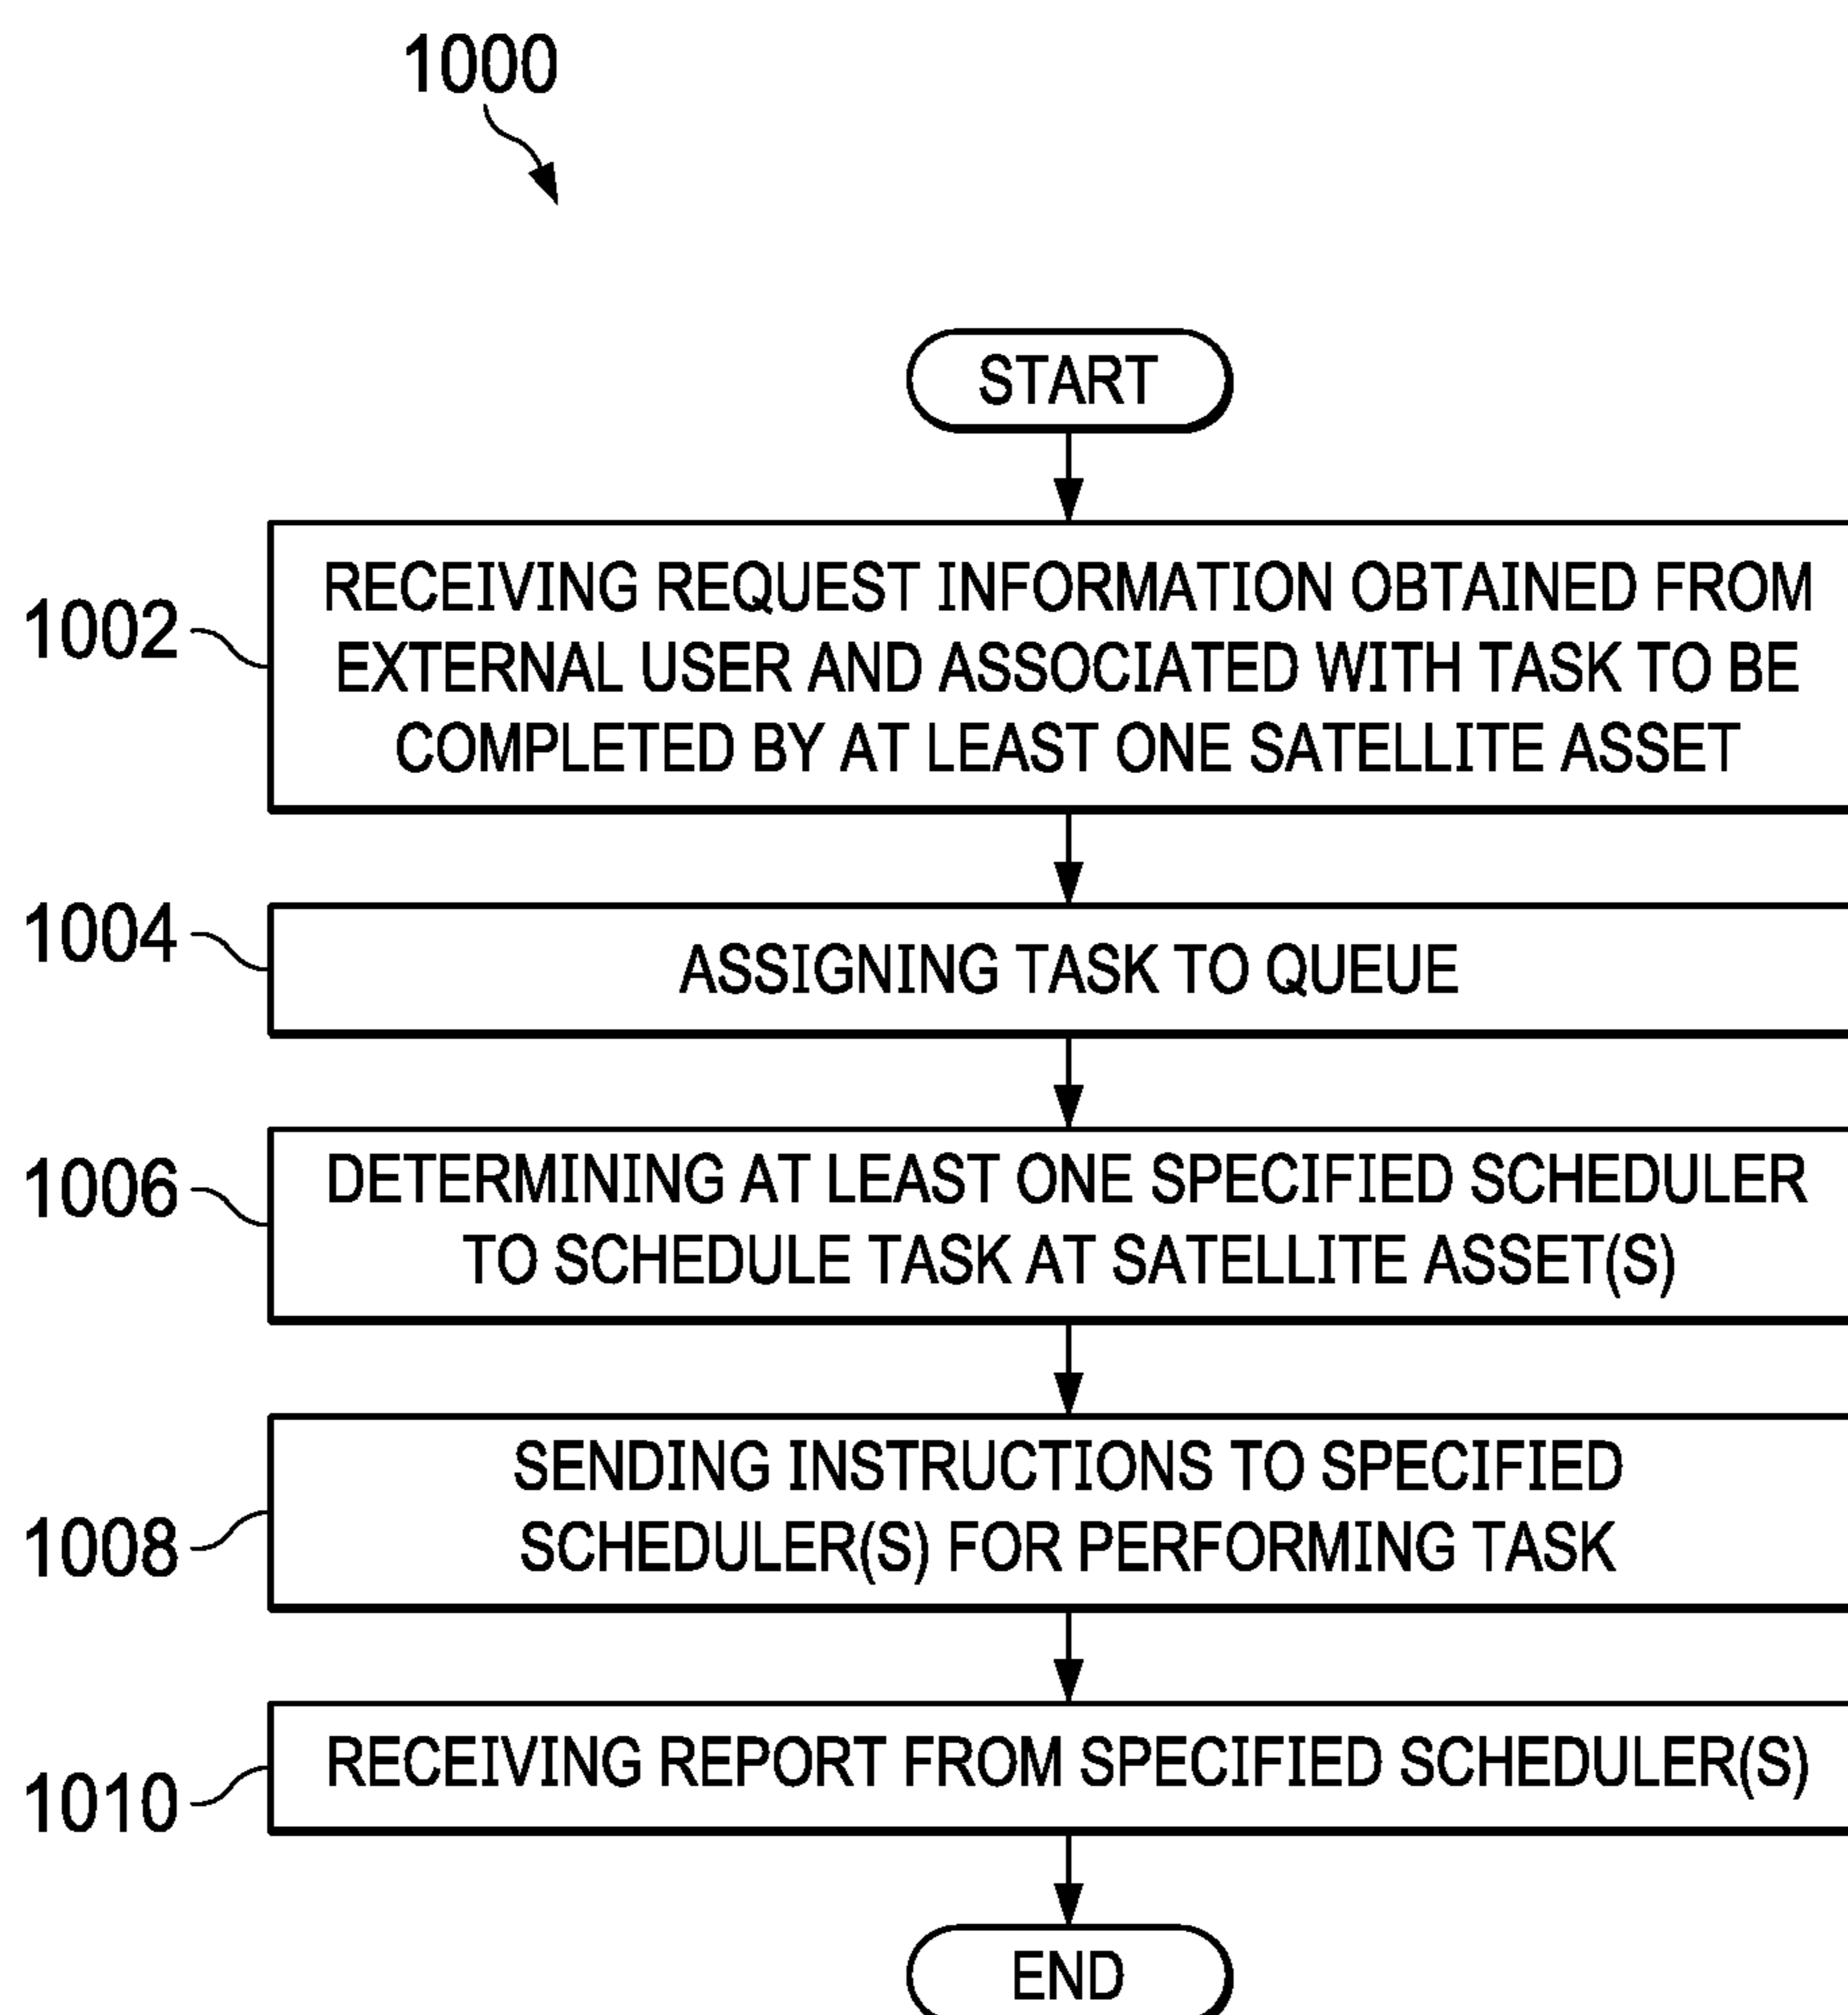 1000
START
1002
RECEIVING REQUEST INFORMATION OBTAINED FROM
EXTERNAL USER AND ASSOCIATED WITH TASK TO BE
COMPLETED BY AT LEAST ONE SATELLITE ASSET
1004
ASSIGNING TASK TO QUEUE
1006
DETERMINING AT LEAST ONE SPECIFIED SCHEDULER
TO SCHEDULE TASK AT SATELLITE ASSET(S)
1008
SENDING INSTRUCTIONS TO SPECIFIED
SCHEDULER(S) FOR PERFORMING TASK
1010
RECEIVING REPORT FROM SPECIFIED SCHEDULER(S)
END